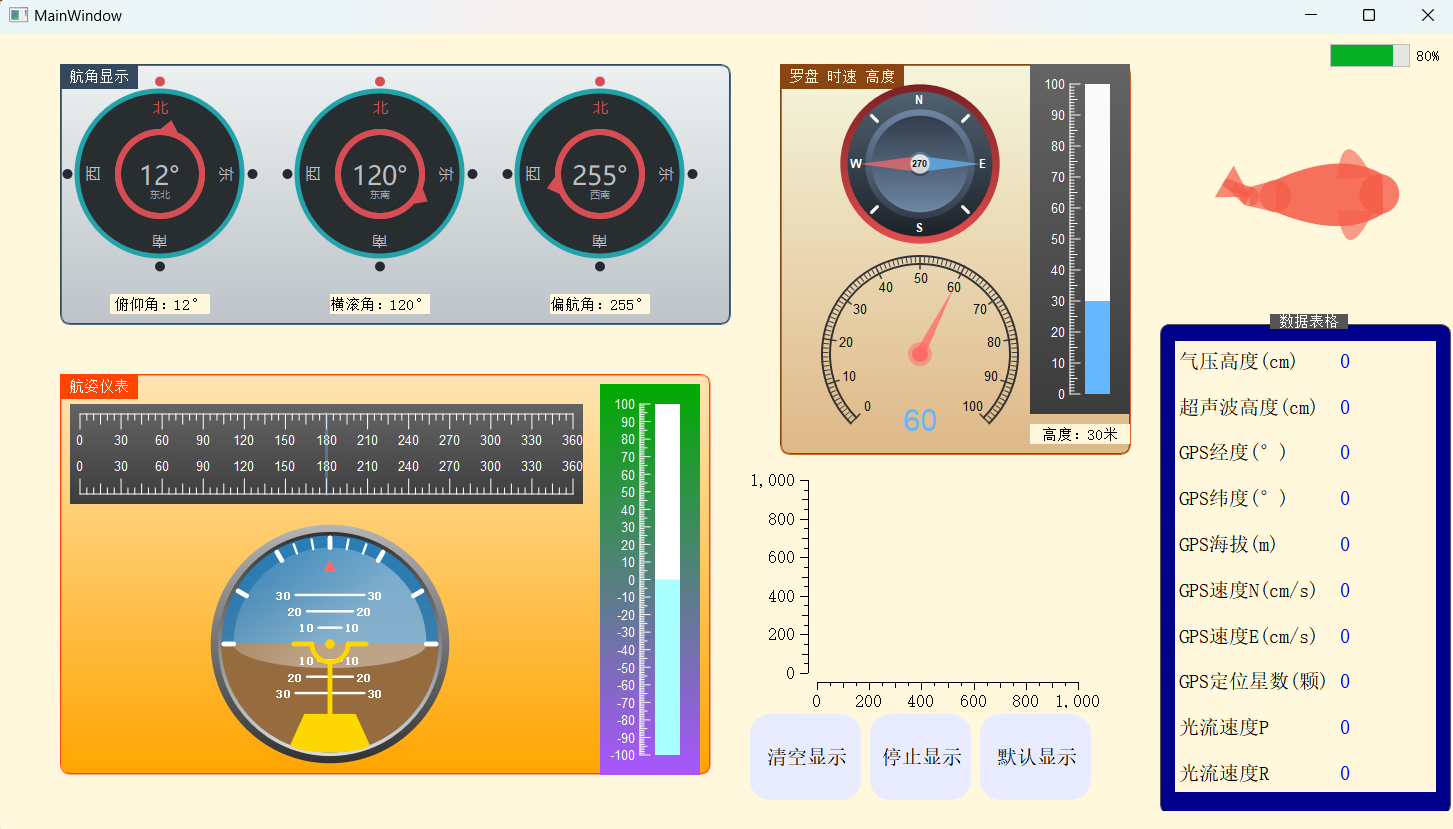 MainWindow
80%
航角显示
北
西
东
南
12°
东北
北
西
东
南
120°
东南
北
西
东
南
255°
西南
俯仰角：12°
横滚角：120°
偏航角：255°
罗盘 时速 高度
N
W
270
E
S
0
10
20
30
40
50
60
70
80
90
100
60
100
90
80
70
60
50
40
30
20
10
0
高度：30米
航姿仪表
0 30 60 90 120 150 180 210 240 270 300 330 360
0 30 60 90 120 150 180 210 240 270 300 330 360
30 30
20 20
10 10
10 10
20 20
30 30
100
90
80
70
60
50
40
30
20
10
0
-10
-20
-30
-40
-50
-60
-70
-80
-90
-100
1,000
800
600
400
200
0
0 200 400 600 800 1,000
清空显示 停止显示 默认显示
数据表格
气压高度(cm) 0
超声波高度(cm) 0
GPS经度(°) 0
GPS纬度(°) 0
GPS海拔(m) 0
GPS速度N(cm/s) 0
GPS速度E(cm/s) 0
GPS定位星数(颗) 0
光流速度P 0
光流速度R 0